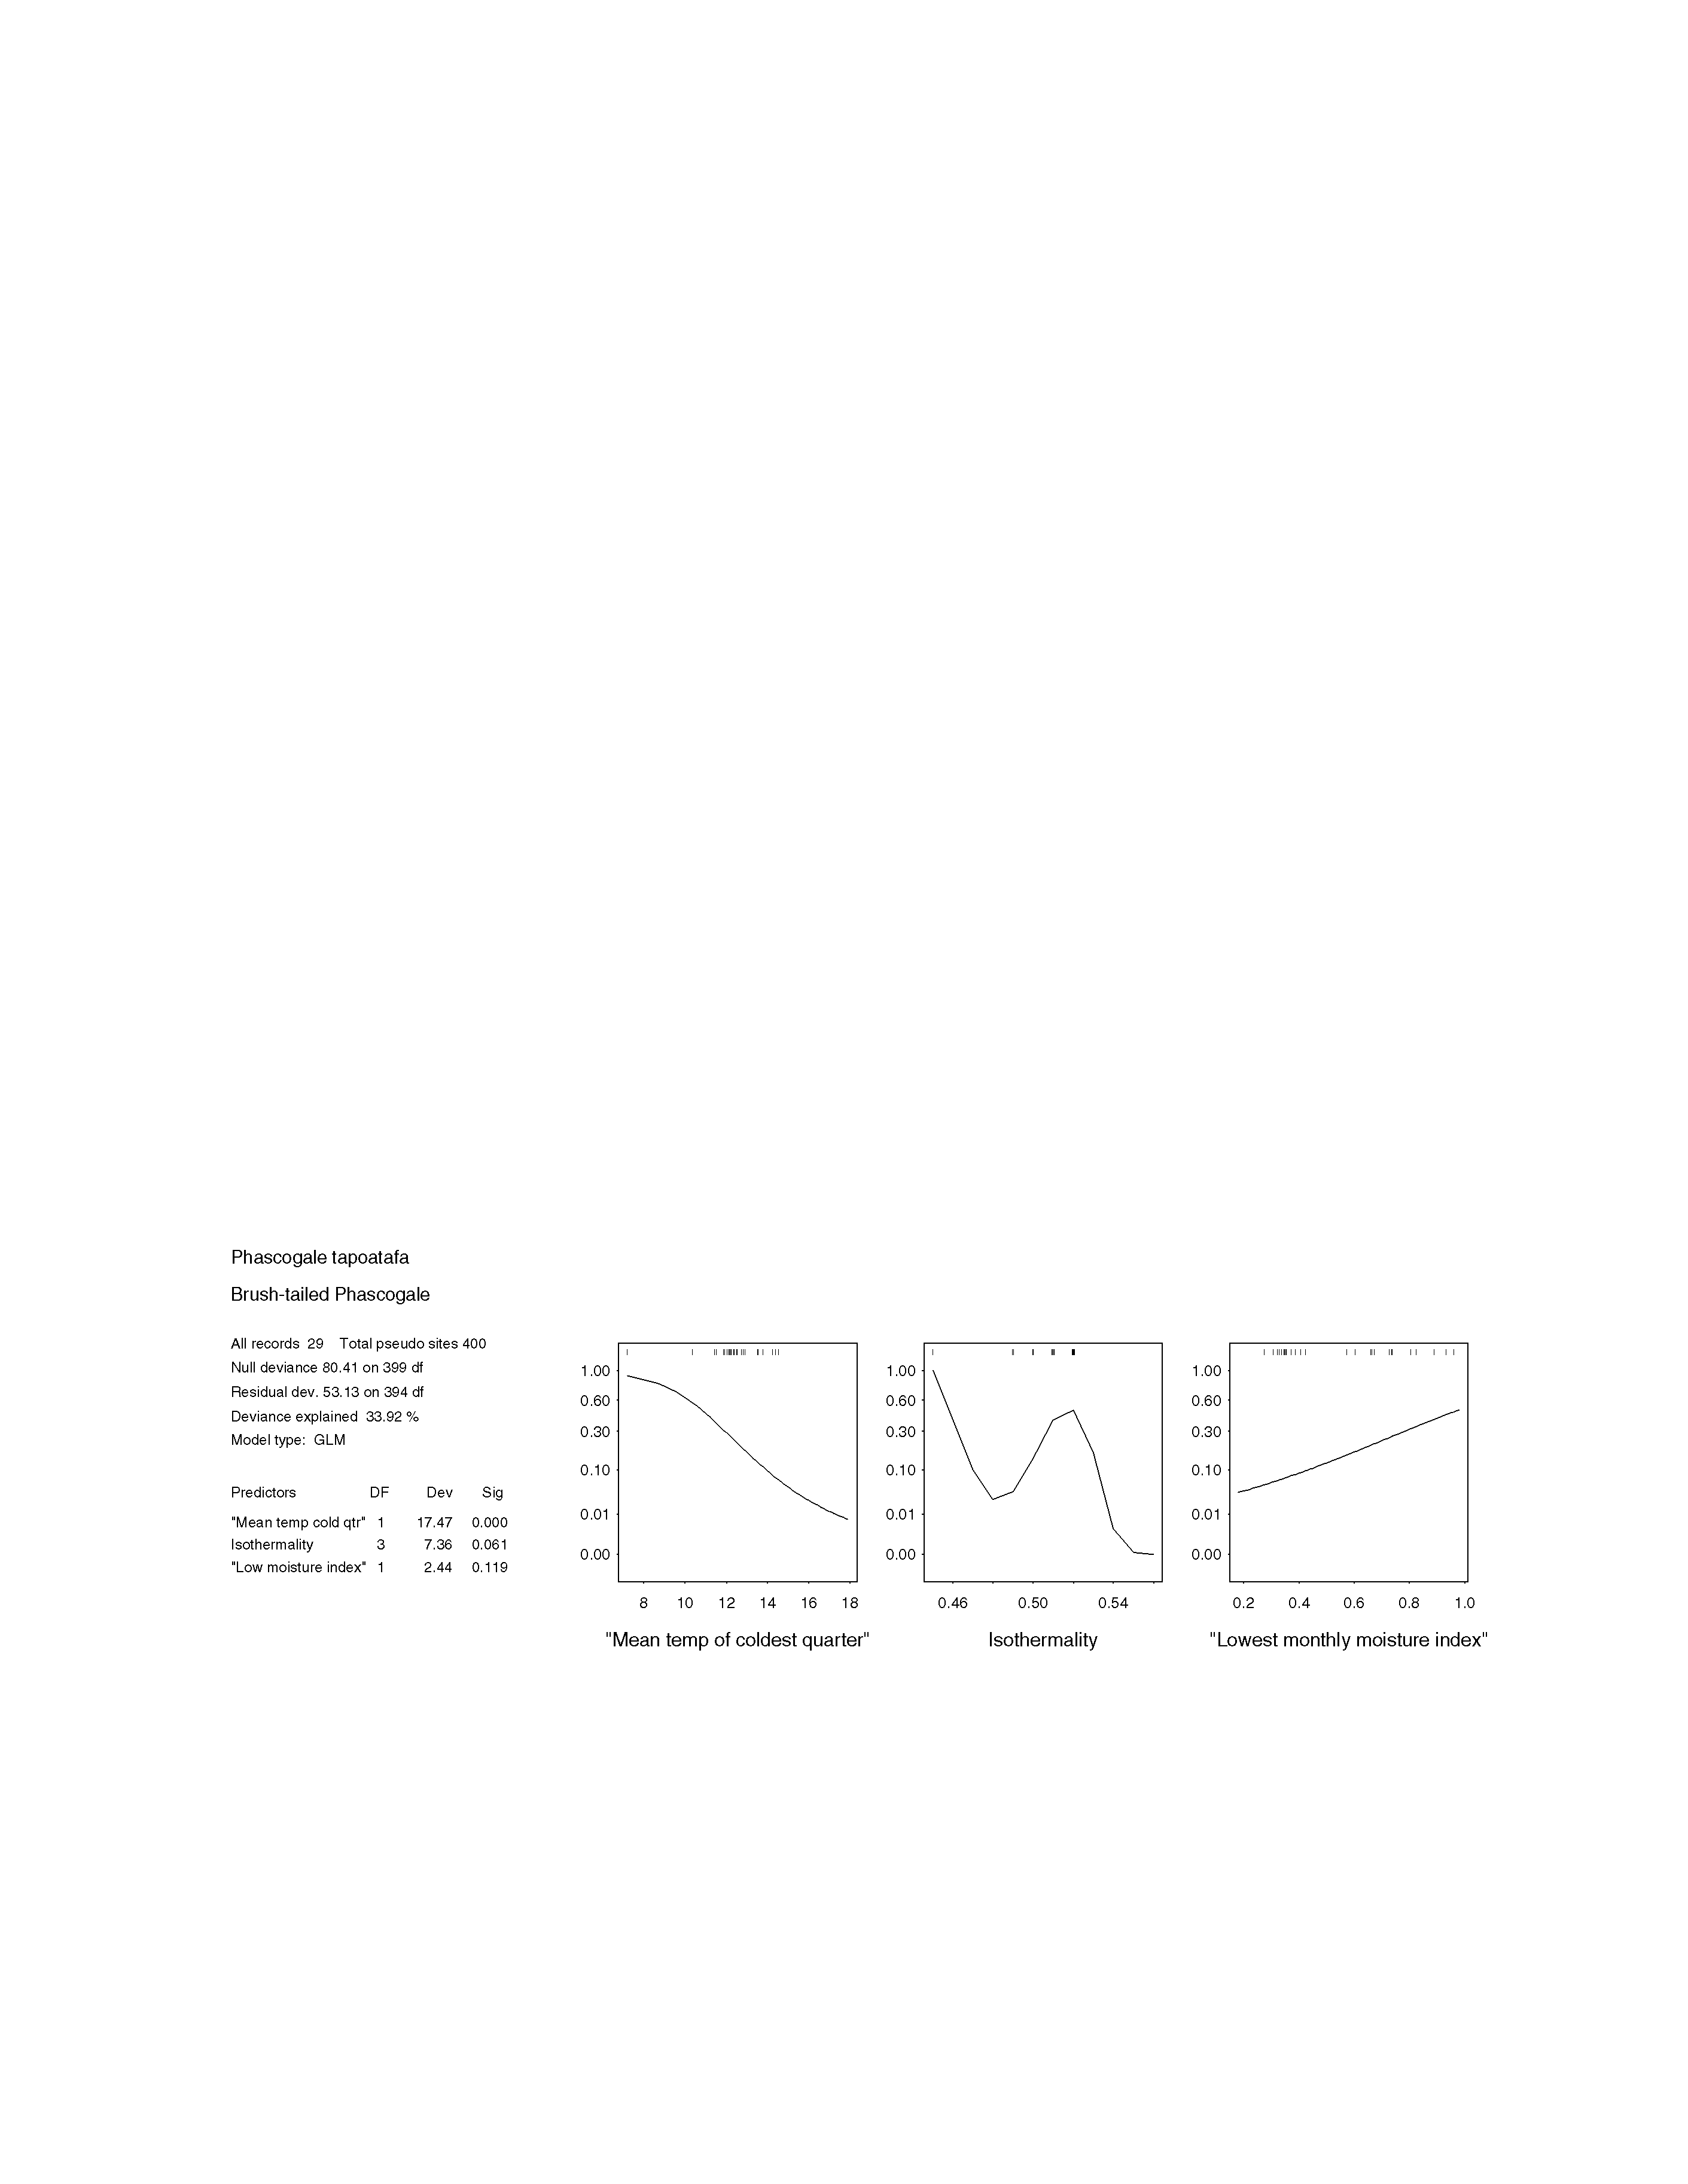 Phascogale tapoatafa
Brush-tailed Phascogale
All records 29 Total pseudo sites 400
Null deviance 80.41 on 399 df
Residual dev. 53.13 on 394 df
Deviance explained 33.92 %
Model type: GLM
Predictors DF Dev Sig
"Mean temp cold qtr" 1 17.47 0.000
Isothermality 3 7.36 0.061
"Low moisture index" 1 2.44 0.119
1.00
0.60
0.30
0.10
0.01
0.00
8 10 12 14 16 18
"Mean temp of coldest quarter"
1.00
0.60
0.30
0.10
0.01
0.00
0.46 0.50 0.54
Isothermality
1.00
0.60
0.30
0.10
0.01
0.00
0.2 0.4 0.6 0.8 1.0
"Lowest monthly moisture index"